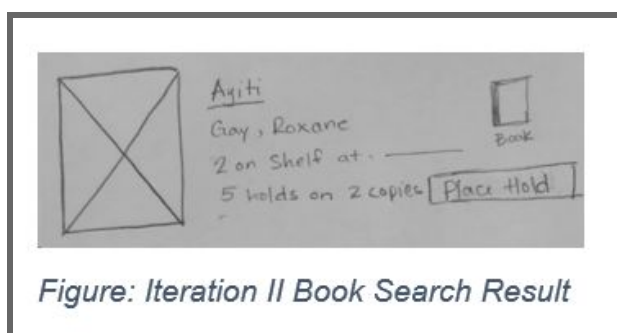 Ayiti
Gay, Roxane
2 on Shelf at.
Book
5 holds on 2 copies Place Hold
Figure: Iteration II Book Search Result